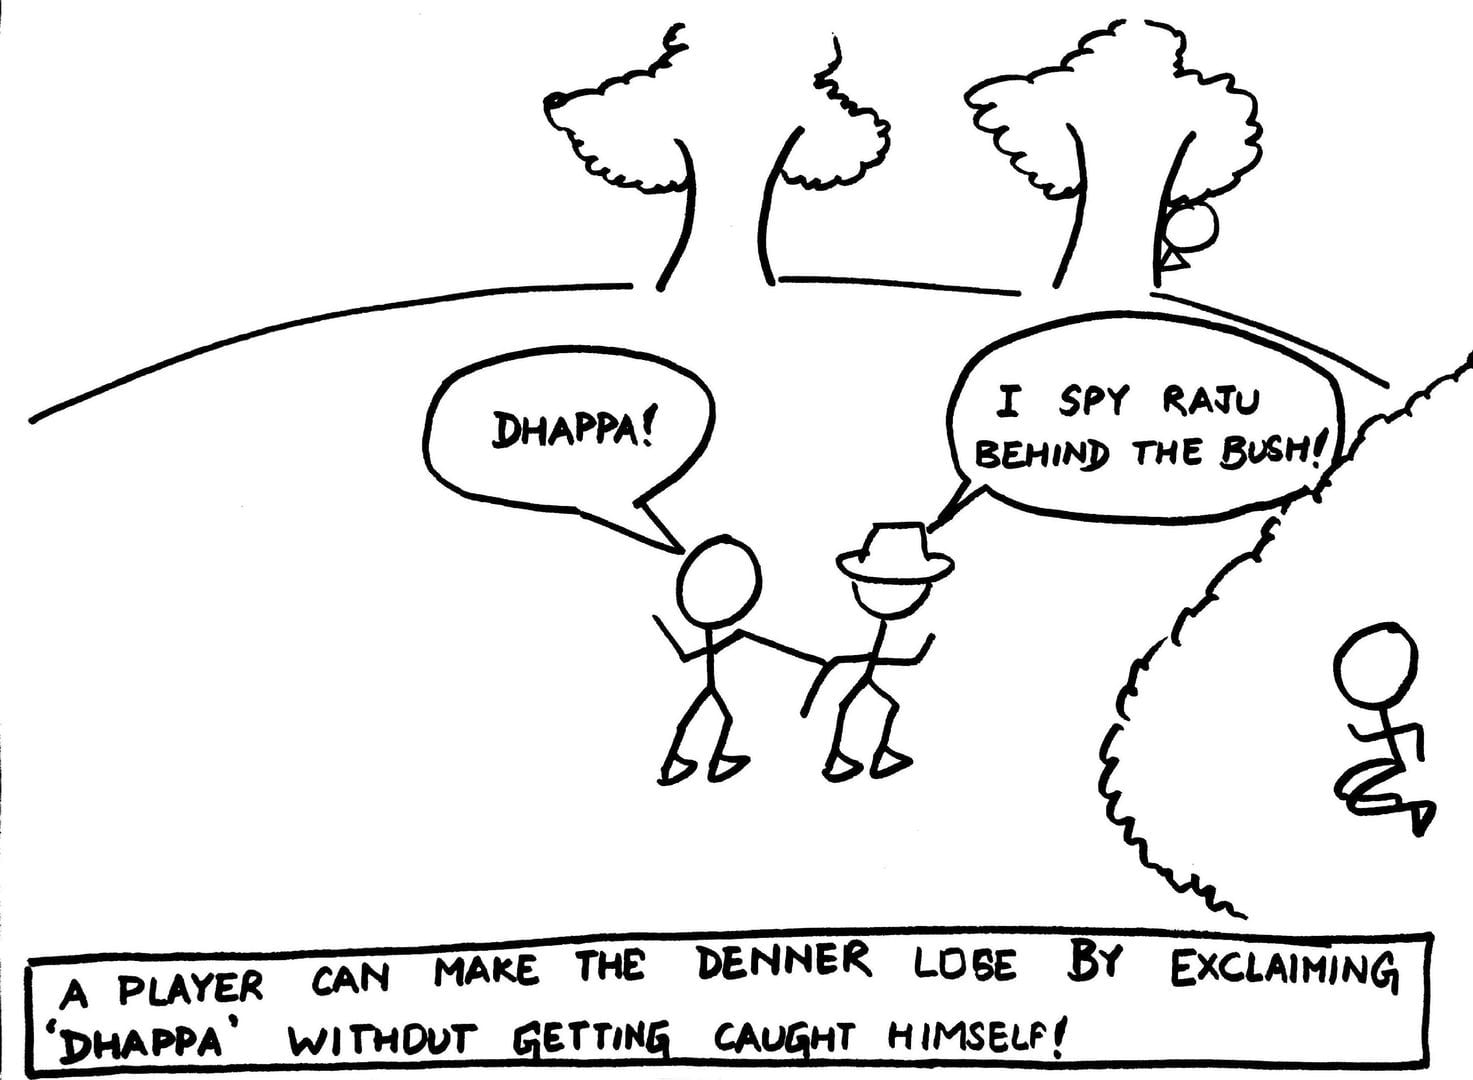 DHAPPA!
I SPY RAJU
BEHIND THE BUSH!
A PLAYER CAN MAKE THE DENNER LOSE BY EXCLAIMING
'DHAPPA' WITHOUT GETTING CAUGHT HIMSELF!